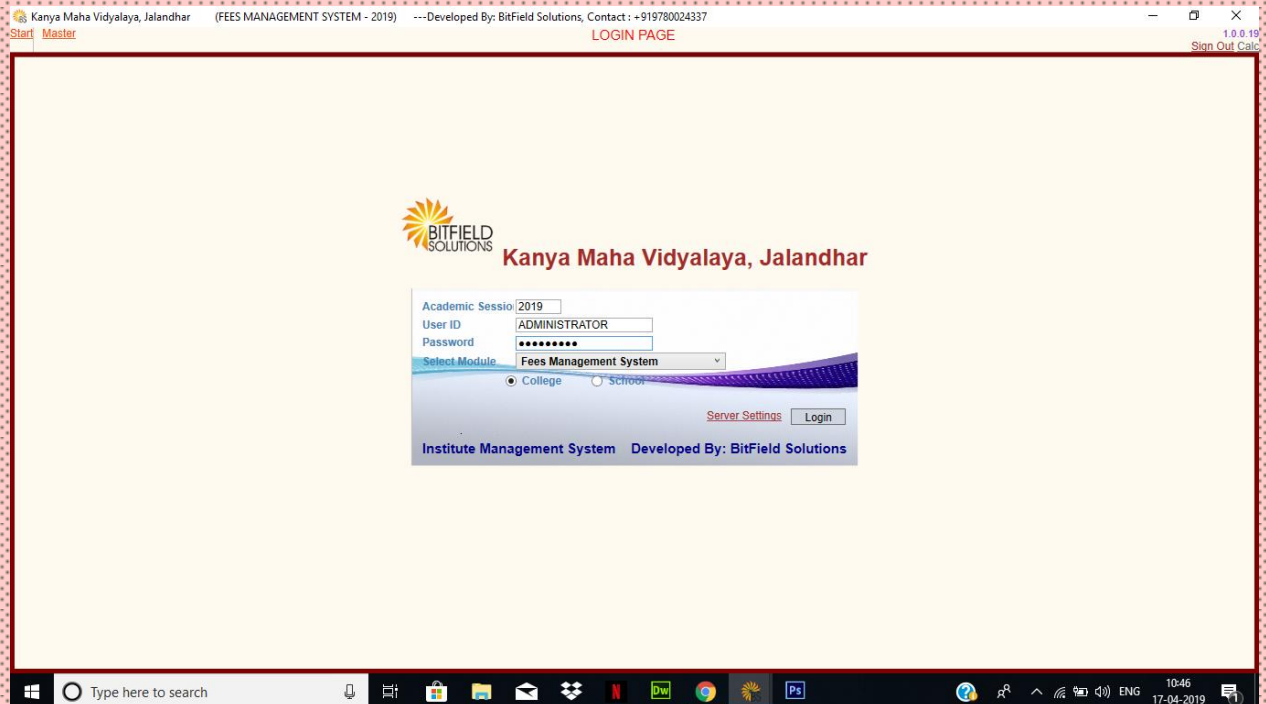 Kanya Maha Vidyalaya, Jalandhar (FEES MANAGEMENT SYSTEM - 2019) ---Developed By: BitField Solutions, Contact : +919780024337
Start Master LOGIN PAGE 1.0.0.19
Sign Out Calc
BITFIELD
SOLUTIONS
Kanya Maha Vidyalaya, Jalandhar
Academic Sessio 2019
User ID ADMINISTRATOR
Password •••••••••
Select Module Fees Management System
College School
Server Settings Login
Institute Management System Developed By: BitField Solutions
Type here to search N Dw Ps ENG 10:46
17-04-2019 1